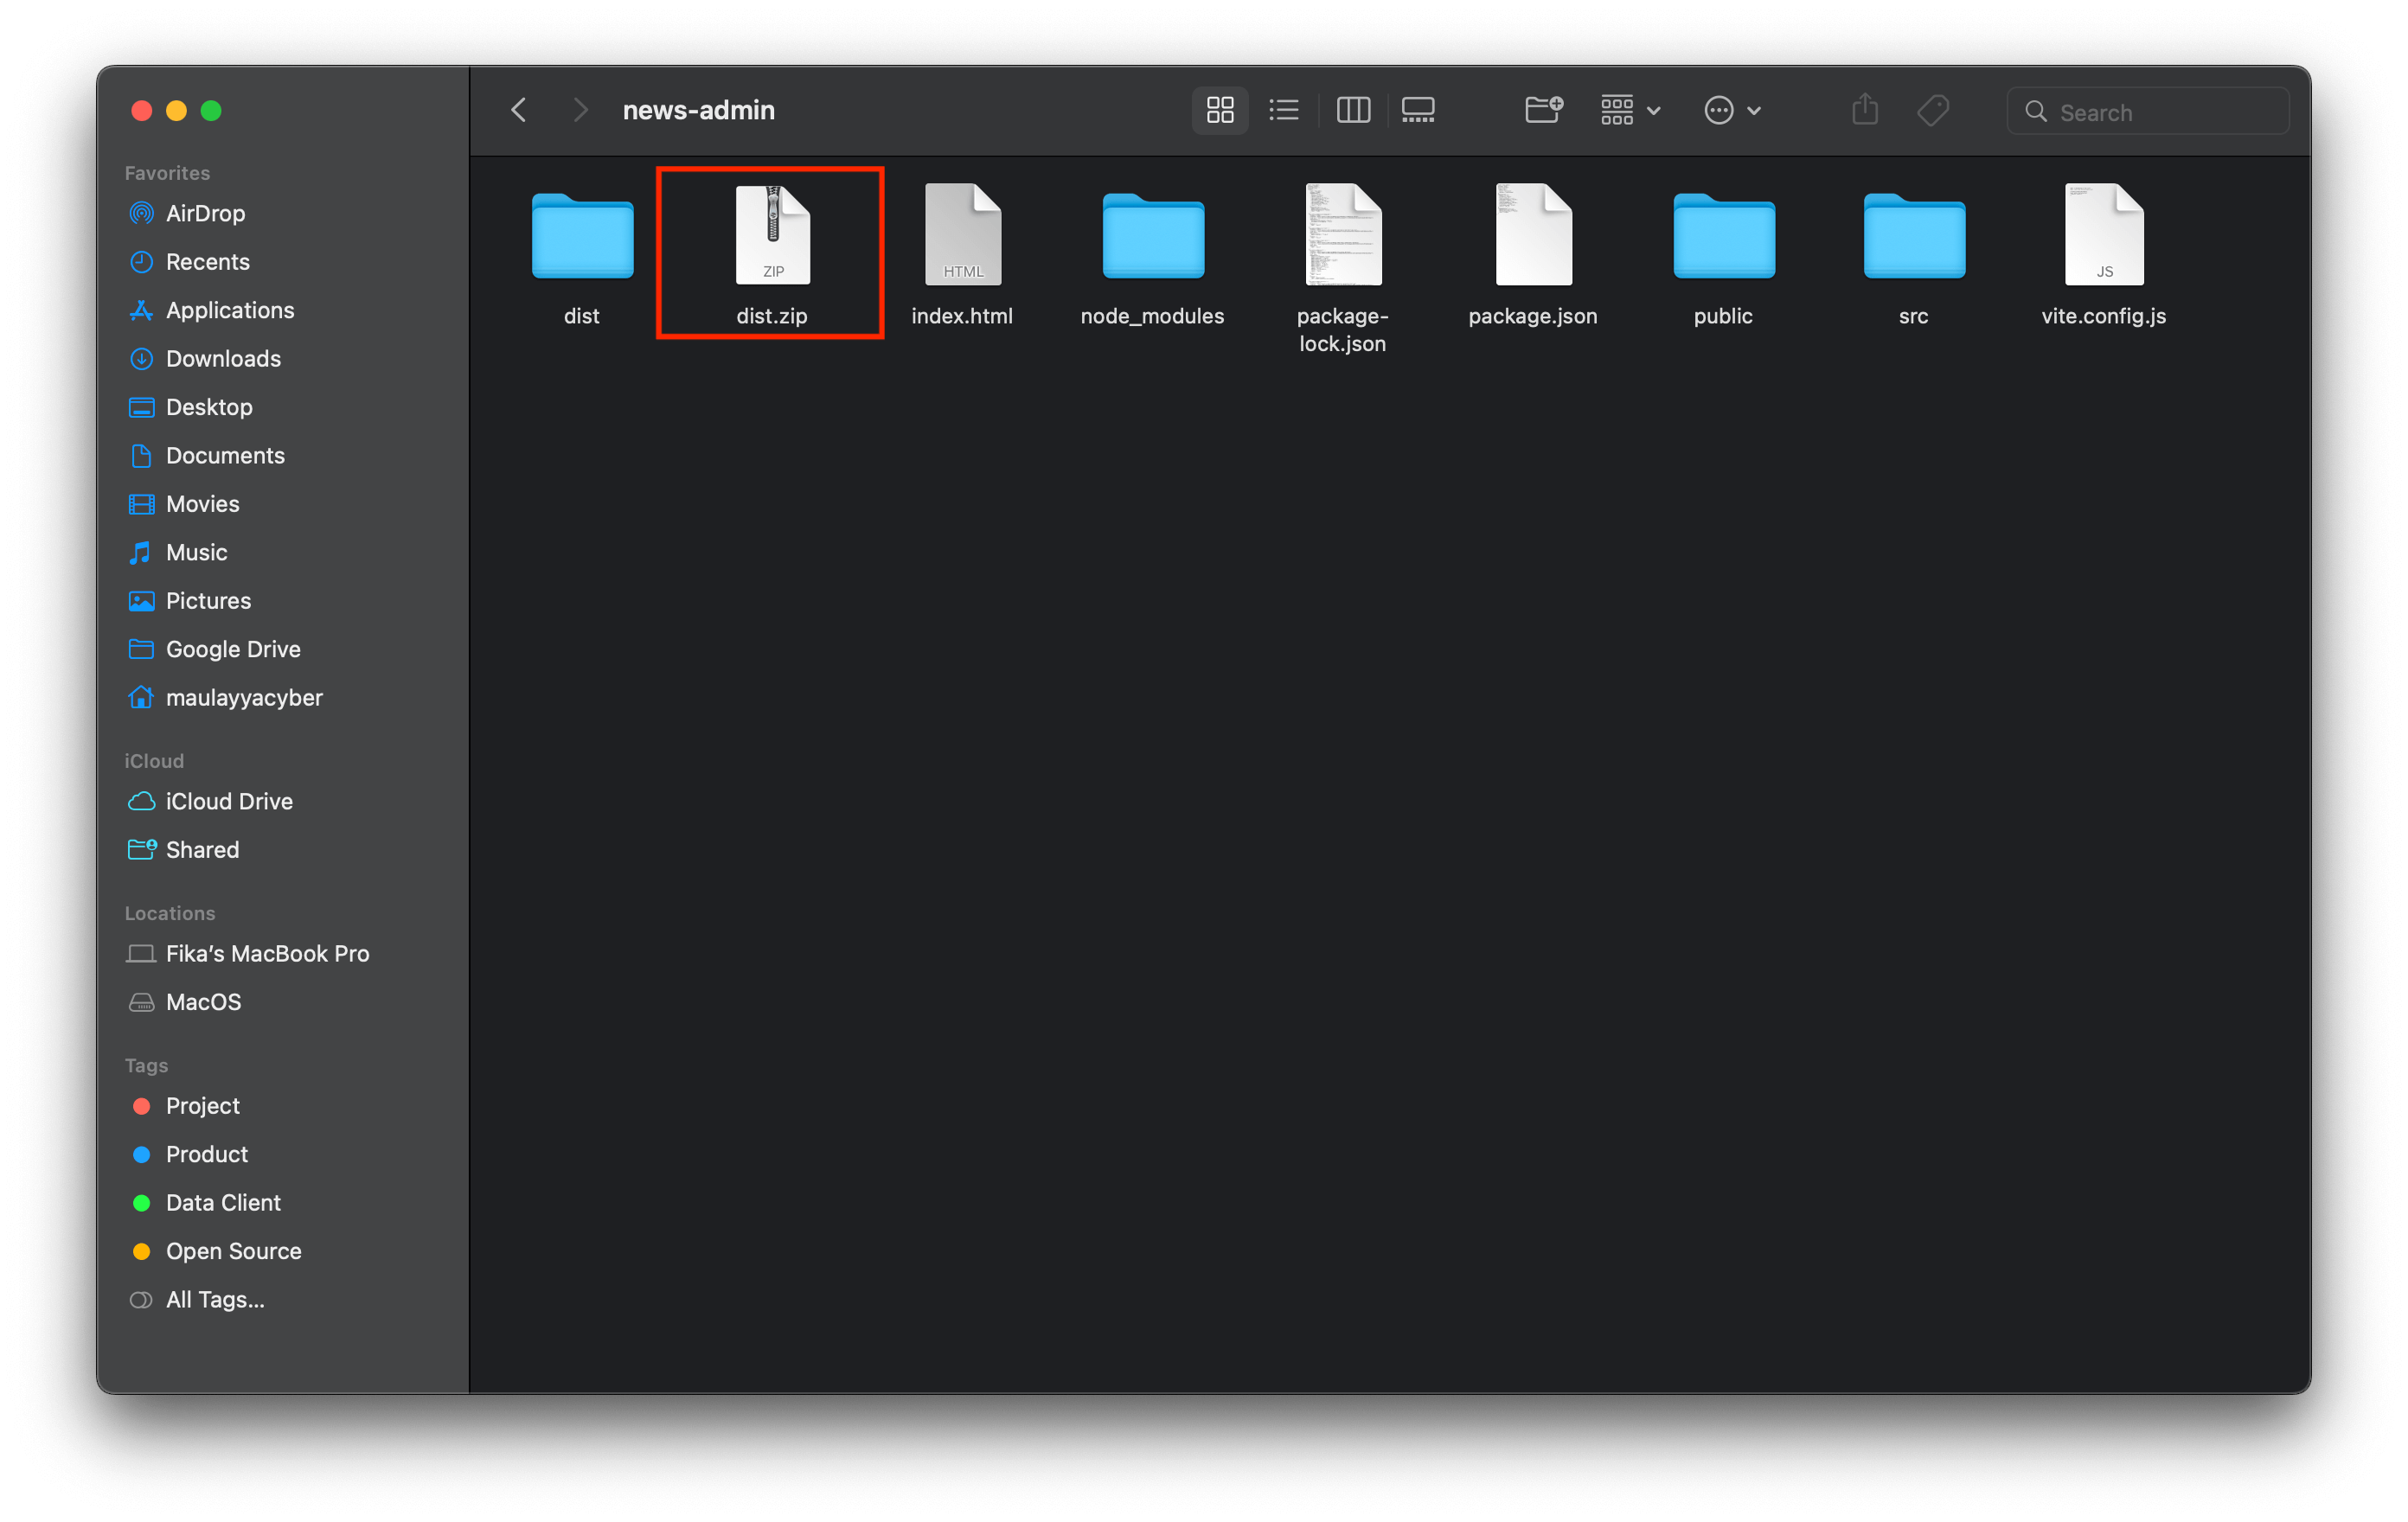 news-admin
Search
Favorites
AirDrop
Recents
Applications
Downloads
Desktop
Documents
Movies
Music
Pictures
Google Drive
maulayyacyber
iCloud
iCloud Drive
Shared
Locations
Fika’s MacBook Pro
MacOS
Tags
Project
Product
Data Client
Open Source
All Tags...
dist
ZIP
dist.zip
HTML
index.html
node_modules
package-
lock.json
package.json
public
src
JS
vite.config.js